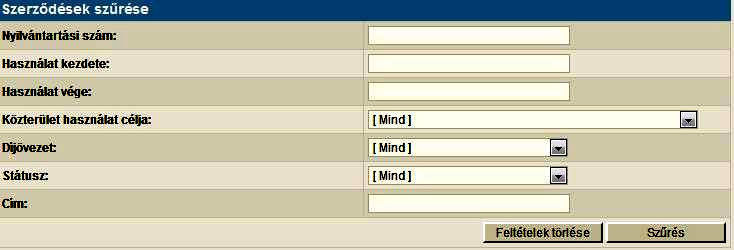 Szerződések szűrése
Nyilvántartási szám:
Használat kezdete:
Használat vége:
Közterület használat célja: [ Mind ]
Díjövezet: [ Mind ]
Státusz: [ Mind ]
Cím:
Feltételek törlése Szűrés